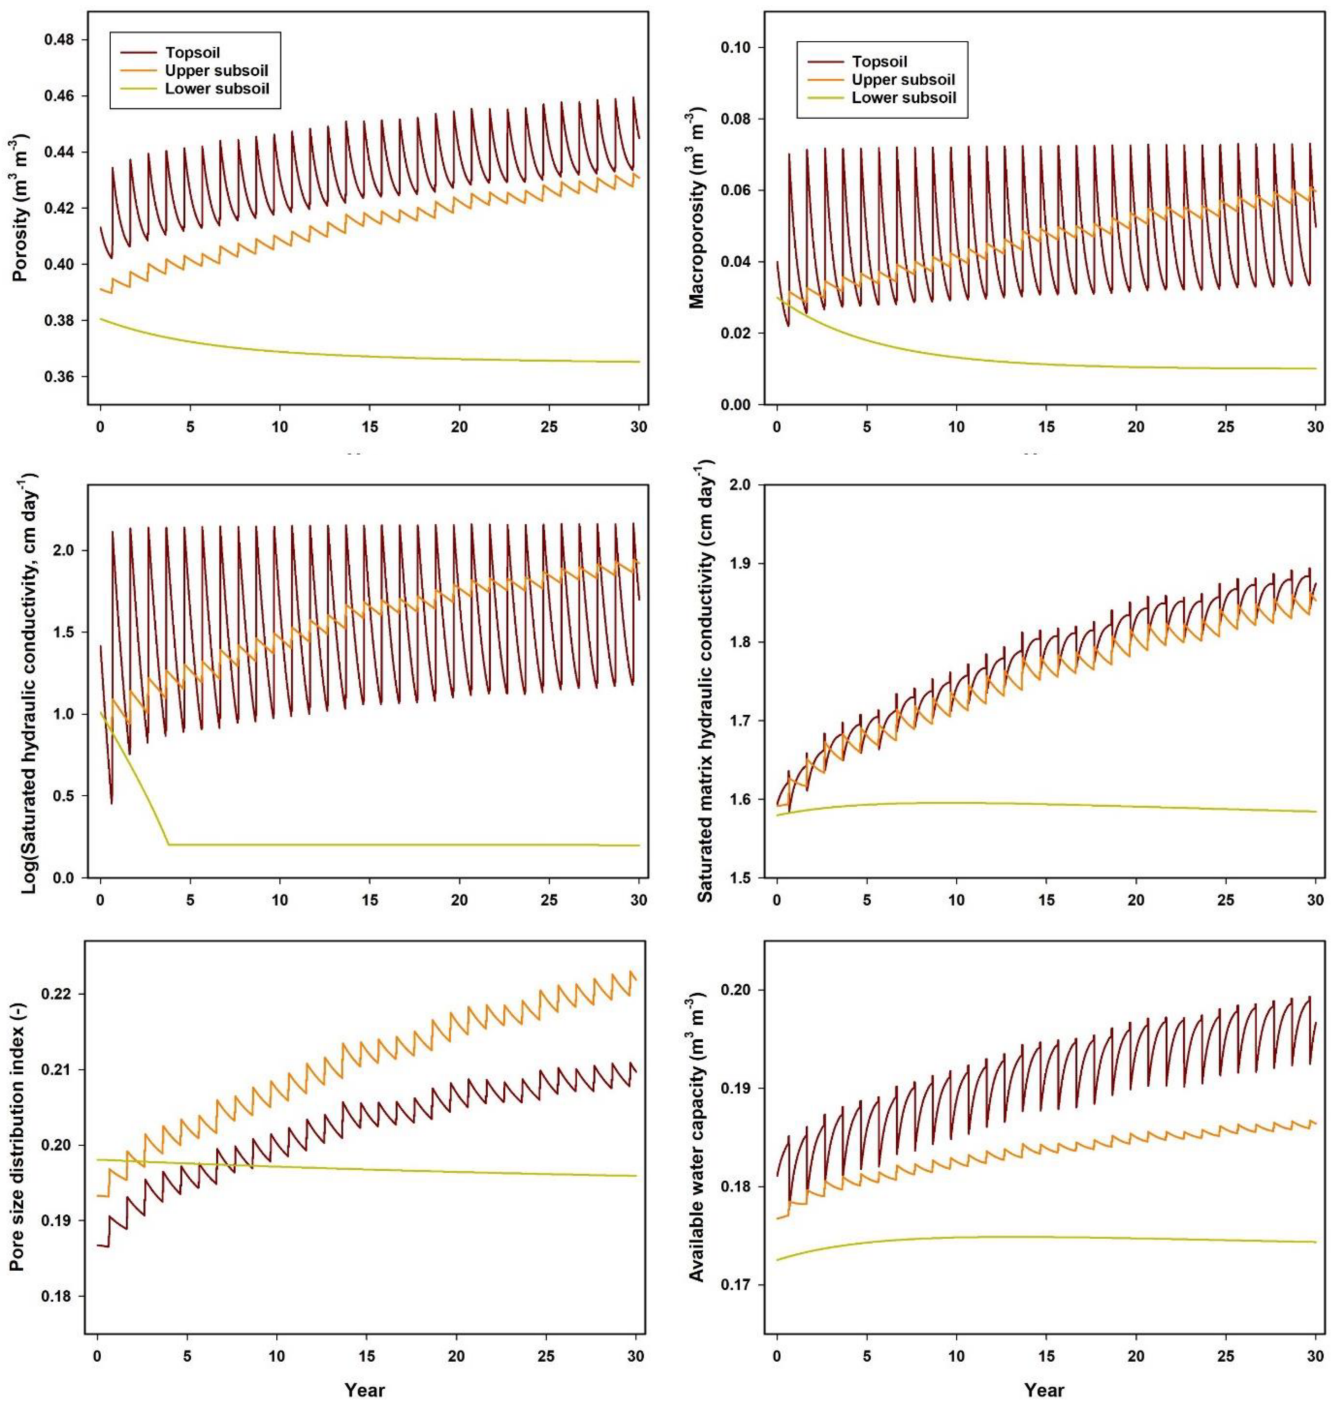 Porosity (m³ m⁻³)
0.48
0.46
0.44
0.42
0.40
0.38
0.36
Topsoil
Upper subsoil
Lower subsoil
0 5 10 15 20 25 30
Macroporosity (m³ m⁻³)
0.10
0.08
0.06
0.04
0.02
0.00
Topsoil
Upper subsoil
Lower subsoil
0 5 10 15 20 25 30
Log(Saturated hydraulic conductivity, cm day⁻¹)
2.0
1.5
1.0
0.5
0.0
0 5 10 15 20 25 30
Saturated matrix hydraulic conductivity (cm day⁻¹)
2.0
1.9
1.8
1.7
1.6
1.5
0 5 10 15 20 25 30
Pore size distribution index (-)
0.22
0.21
0.20
0.19
0.18
0 5 10 15 20 25 30
Year
Available water capacity (m³ m⁻³)
0.20
0.19
0.18
0.17
0 5 10 15 20 25 30
Year